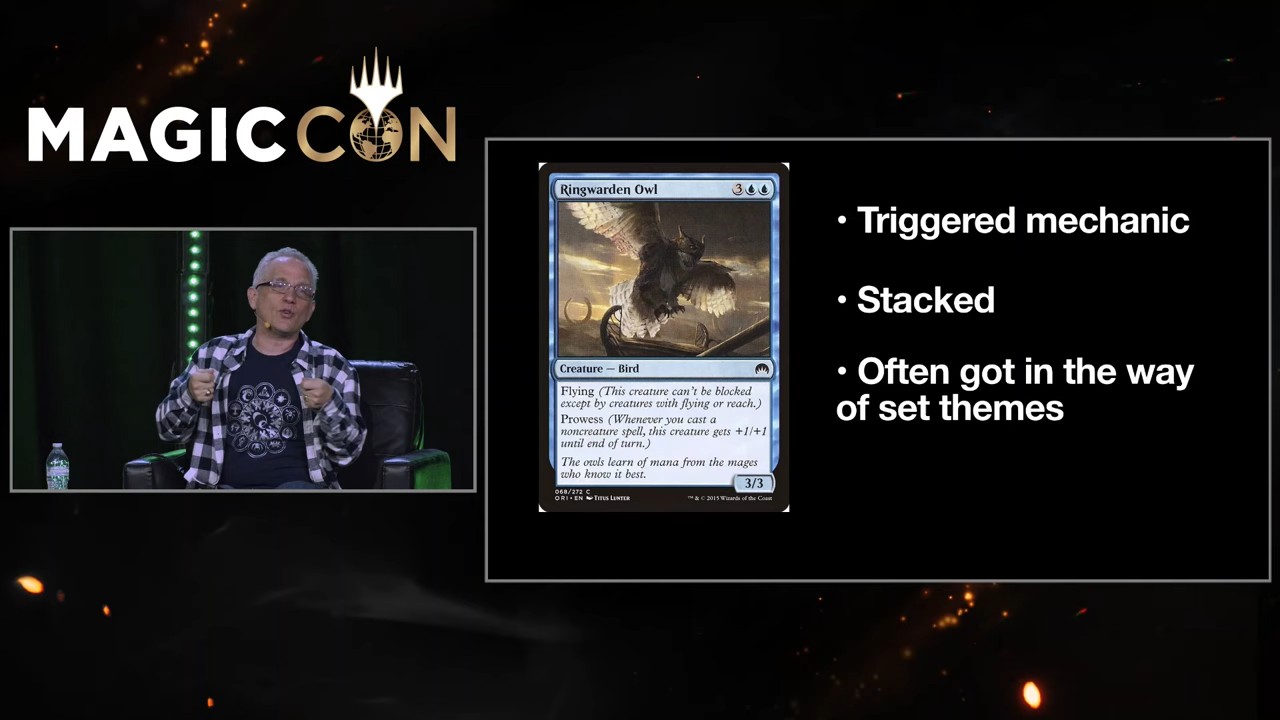 MAGICCON
Ringwarden Owl 3
Creature — Bird
Flying (This creature can't be blocked
except by creatures with flying or reach.)
Prowess (Whenever you cast a
noncreature spell, this creature gets +1/+1
until end of turn.)
The owls learn of mana from the mages
who know it best.
3/3
068/272 C
ORI • EN Titus Lunter
™ & © 2015 Wizards of the Coast
• Triggered mechanic
• Stacked
• Often got in the way
of set themes